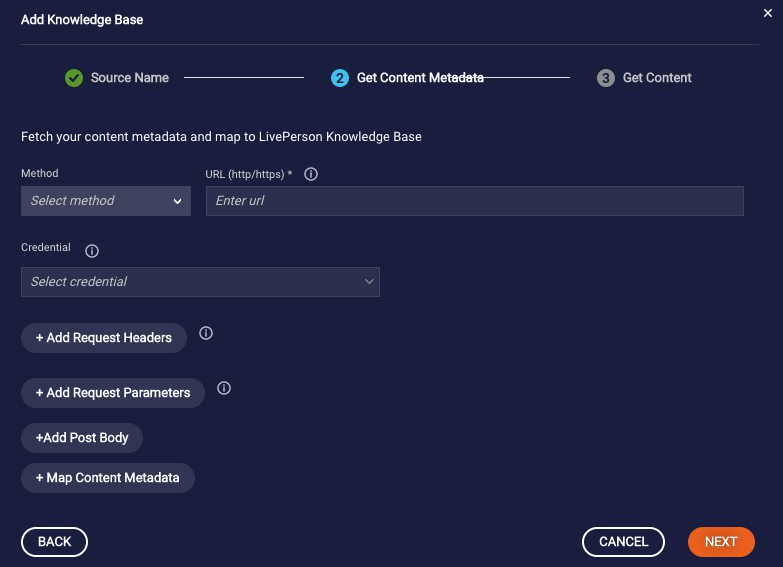 Add Knowledge Base
Source Name
2 Get Content Metadata
3 Get Content
Fetch your content metadata and map to LivePerson Knowledge Base
Method
URL (http/https) *
Select method
Enter url
Credential
Select credential
+ Add Request Headers
+ Add Request Parameters
+Add Post Body
+ Map Content Metadata
BACK
CANCEL
NEXT